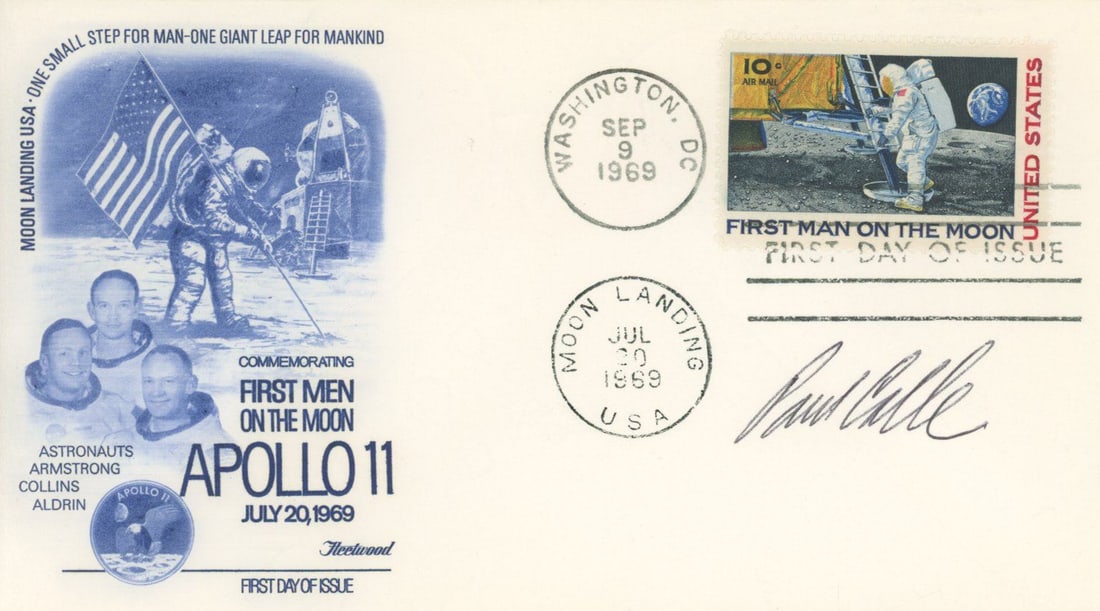 MOON LANDING USA · ONE SMALL STEP FOR MAN-ONE GIANT LEAP FOR MANKIND
COMMEMORATING
FIRST MEN
ON THE MOON
APOLLO 11
JULY 20, 1969
ASTRONAUTS
ARMSTRONG
COLLINS
ALDRIN
APOLLO 11
Fleetwood
FIRST DAY OF ISSUE
WASHINGTON, DC
SEP
9
1969
10c
AIR MAIL
UNITED STATES
FIRST MAN ON THE MOON
FIRST DAY OF ISSUE
MOON LANDING
JUL
20
1969
USA
Paul Calle